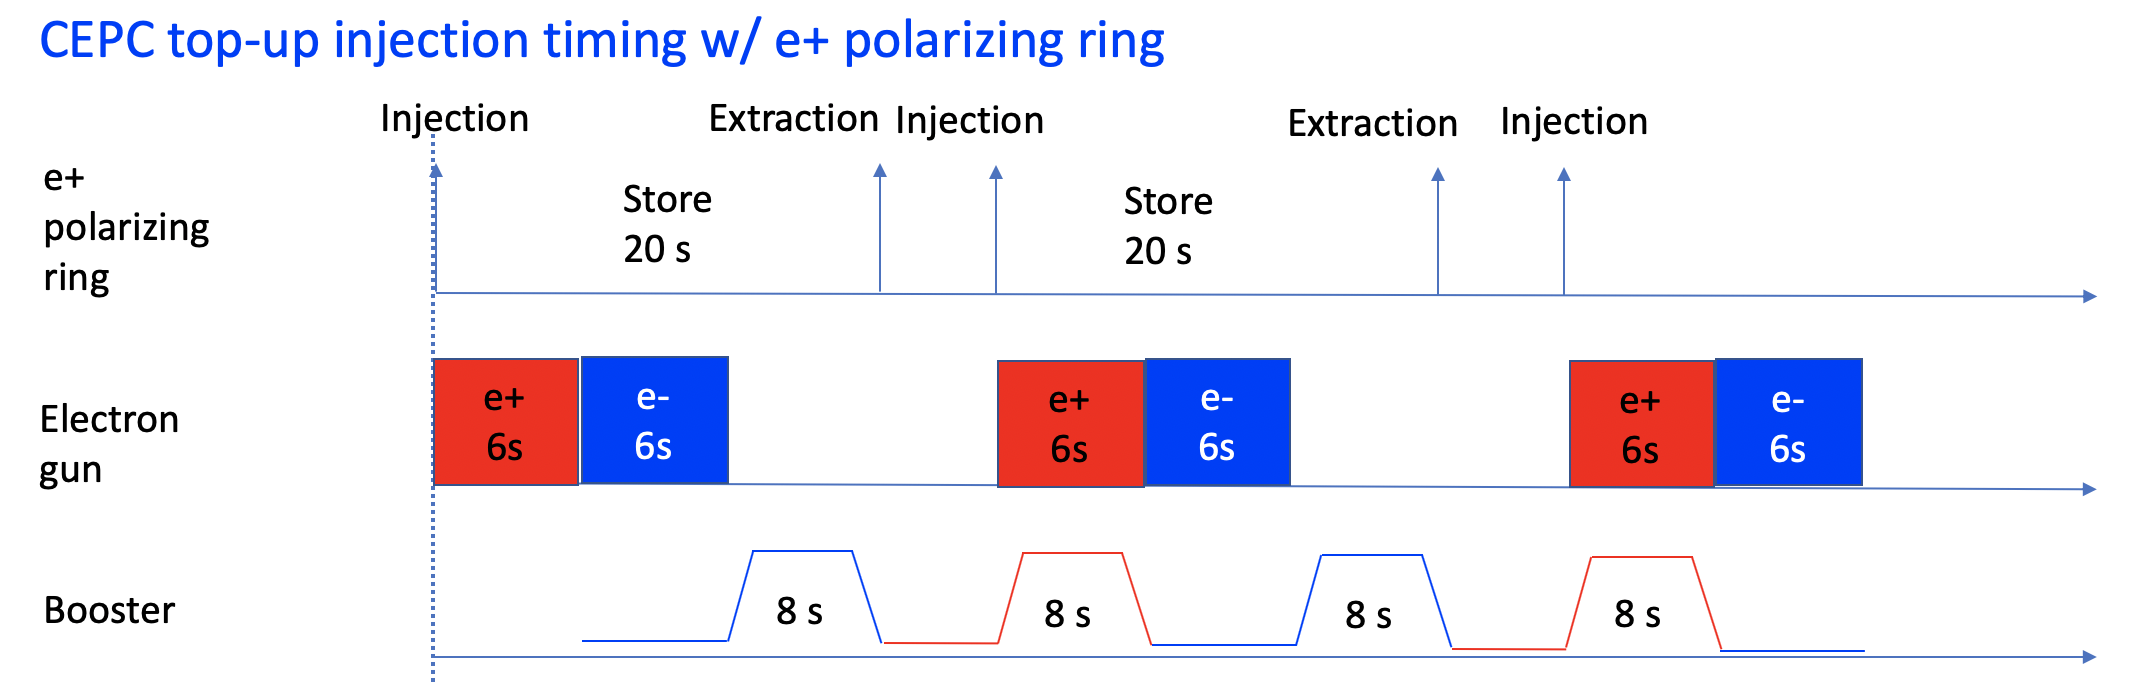 CEPC top-up injection timing w/ e+ polarizing ring
Injection
Extraction
Injection
Extraction
Injection
e+
polarizing
ring
Store
20 s
Store
20 s
Electron
gun
e+
6s
e-
6s
e+
6s
e-
6s
e+
6s
e-
6s
Booster
8 s
8 s
8 s
8 s